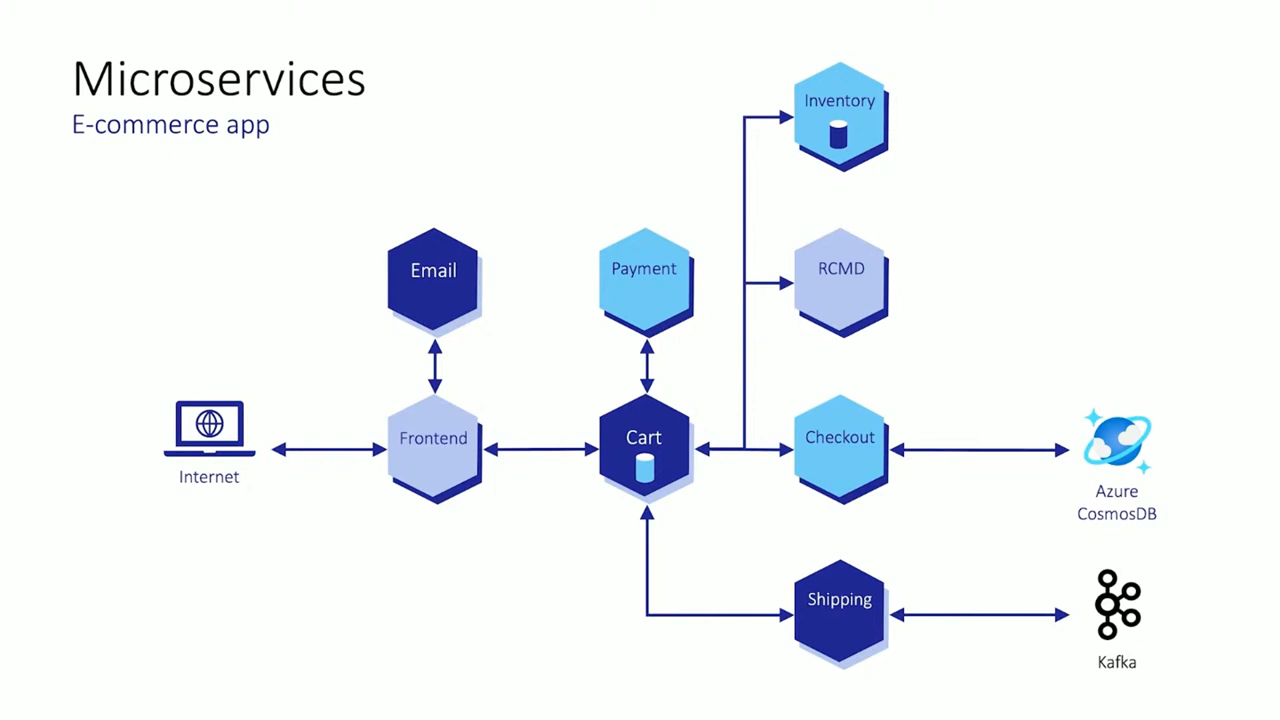 Microservices
E-commerce app
Inventory
Email
Payment
RCMD
Internet
Frontend
Cart
Checkout
Azure
CosmosDB
Shipping
Kafka